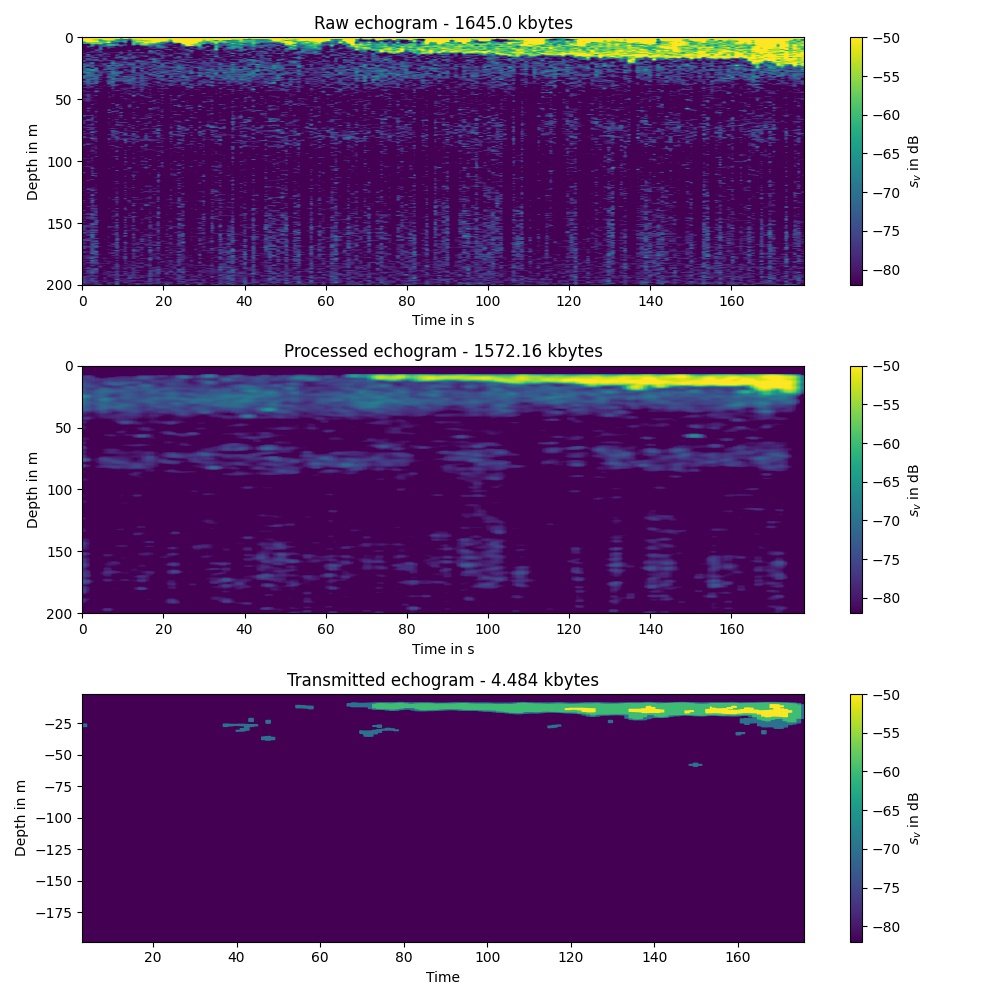 Raw echogram - 1645.0 kbytes
0
50
100
150
200
Depth in m
0 20 40 60 80 100 120 140 160
Time in s
−50
−55
−60
−65
−70
−75
−80
s_v in dB
Processed echogram - 1572.16 kbytes
0
50
100
150
200
Depth in m
0 20 40 60 80 100 120 140 160
Time in s
−50
−55
−60
−65
−70
−75
−80
s_v in dB
Transmitted echogram - 4.484 kbytes
−25
−50
−75
−100
−125
−150
−175
Depth in m
20 40 60 80 100 120 140 160
Time
−50
−55
−60
−65
−70
−75
−80
s_v in dB